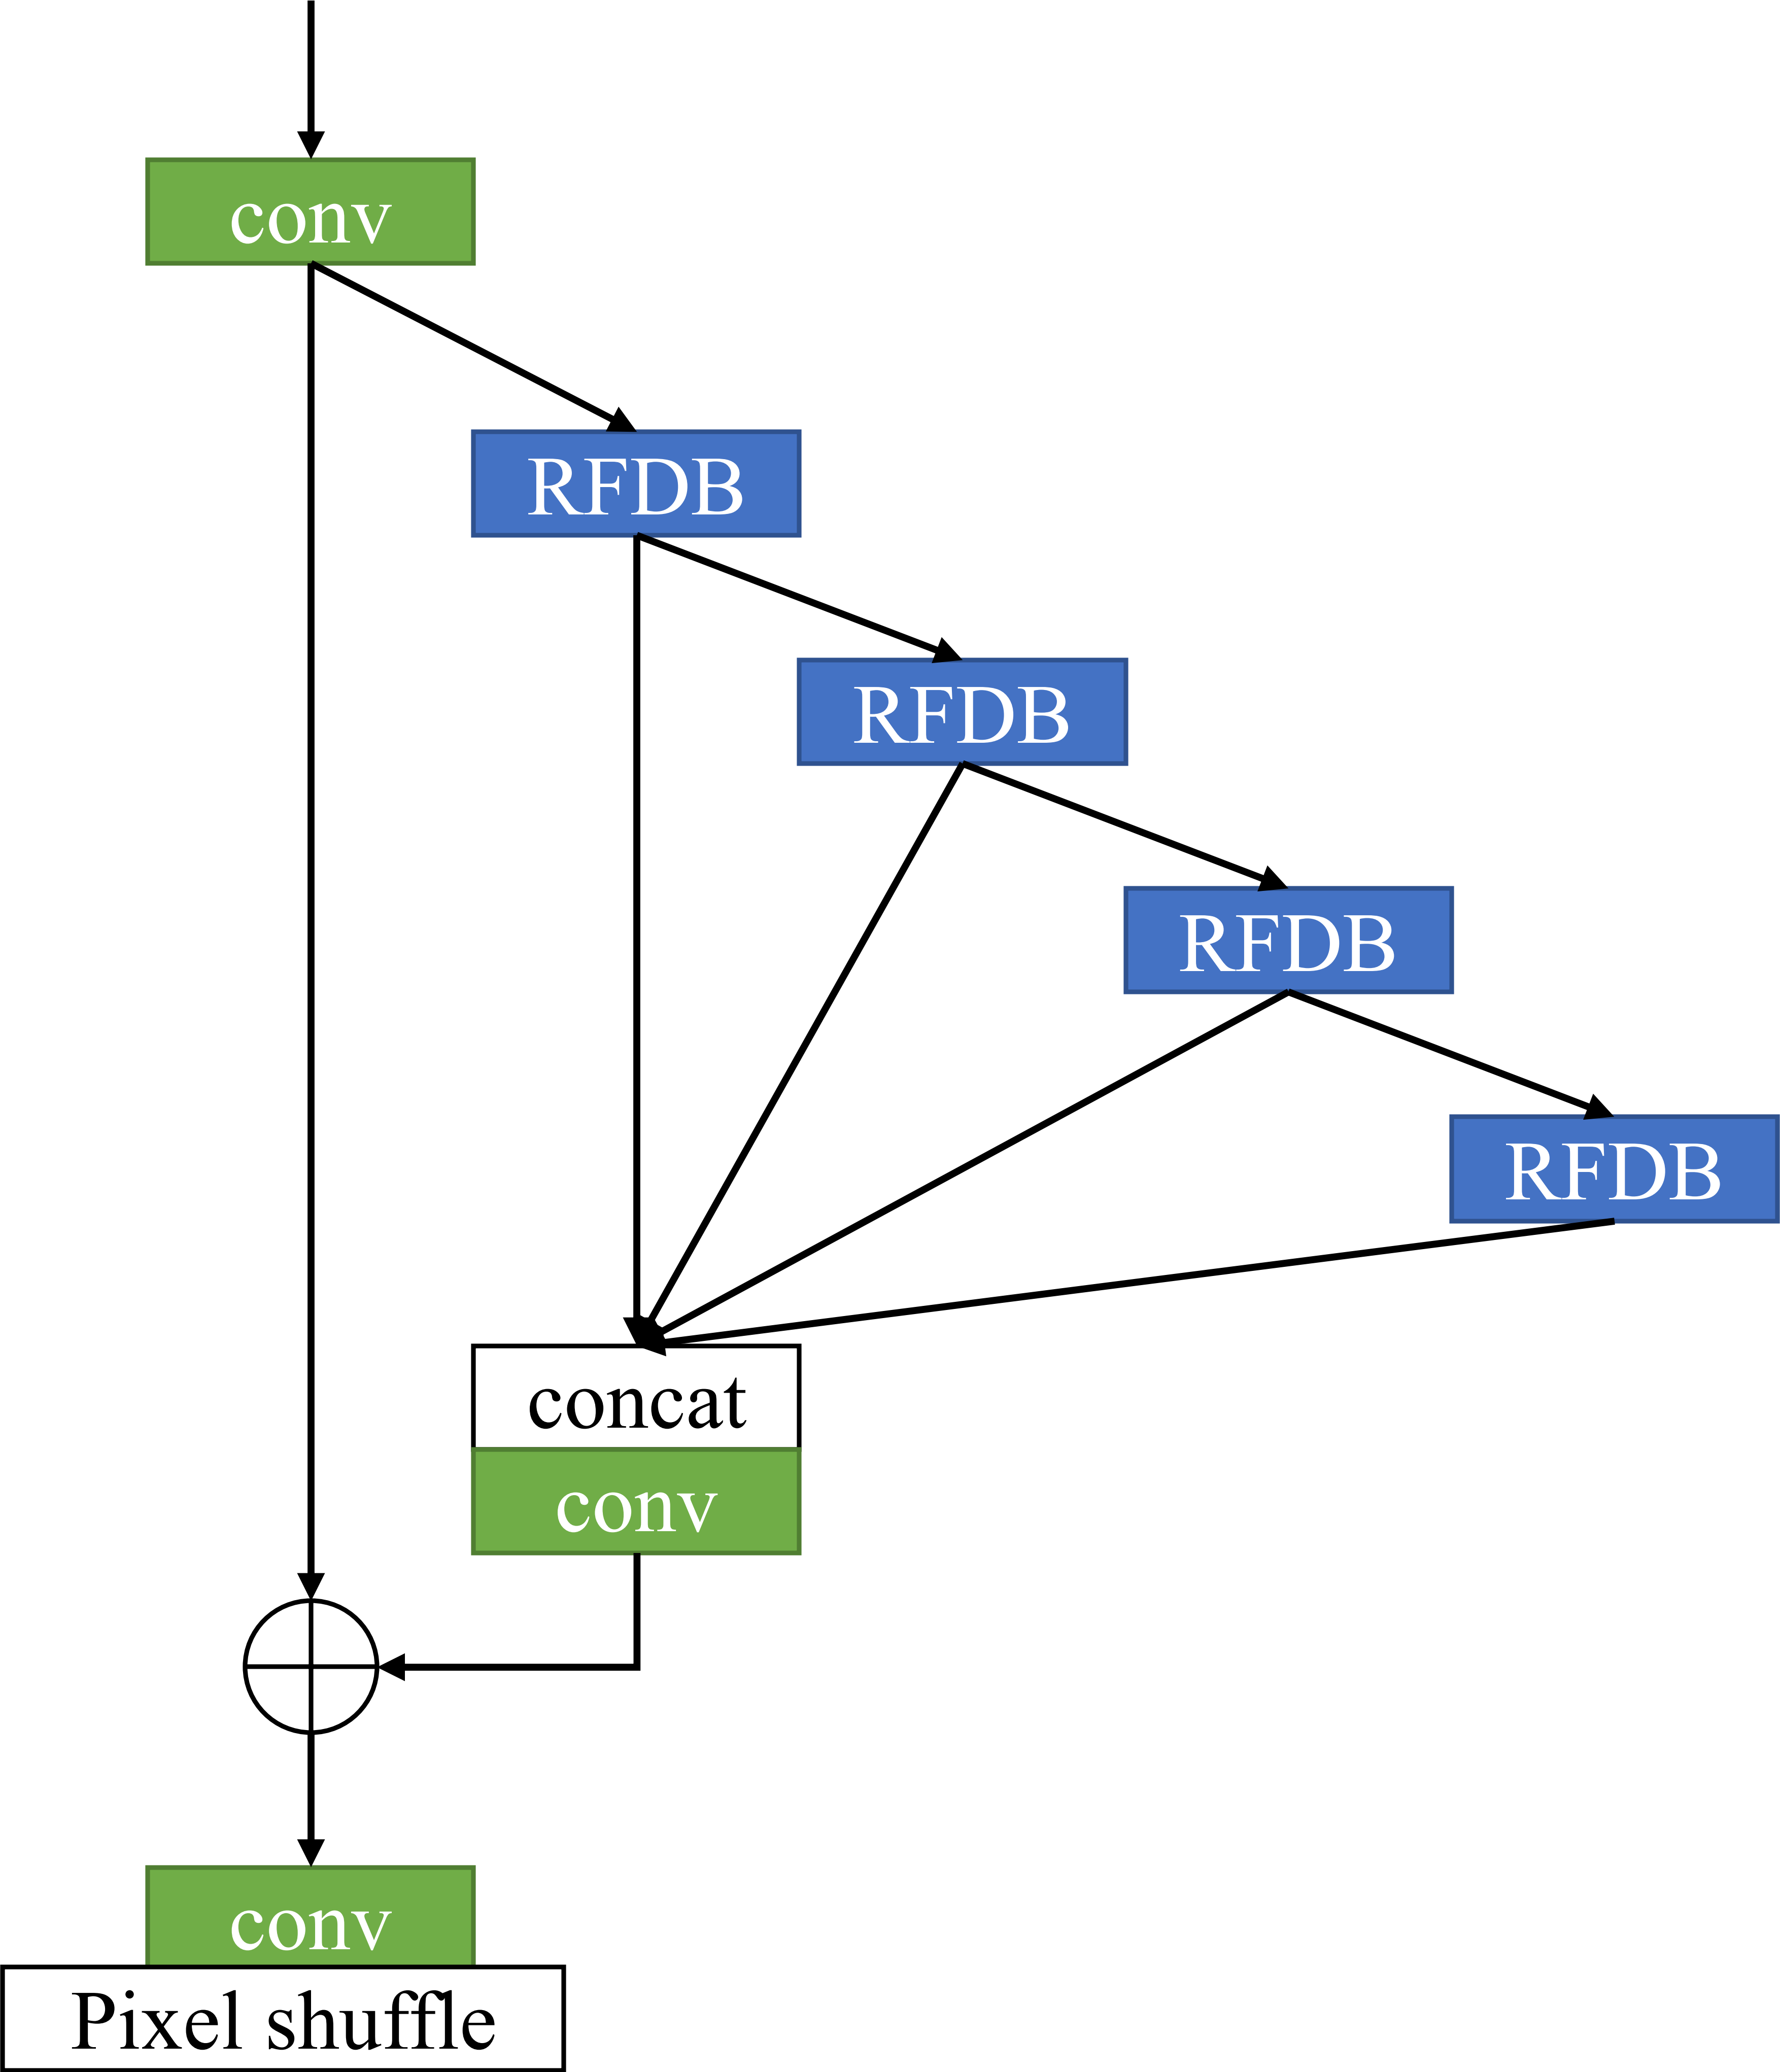 conv
RFDB
RFDB
RFDB
RFDB
concat
conv
conv
Pixel shuffle